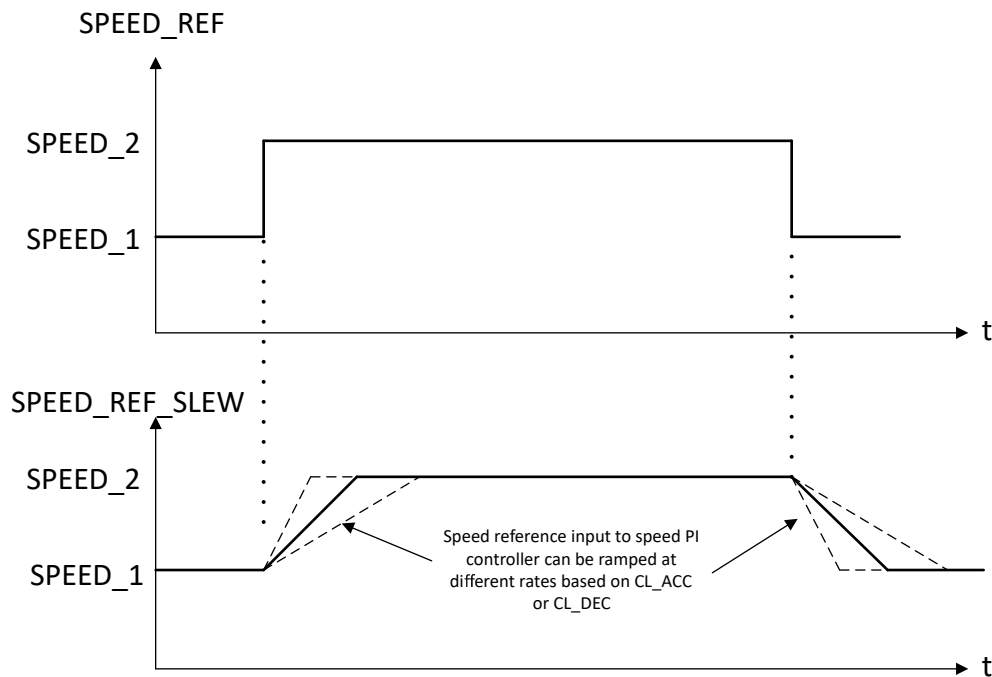 SPEED_REF
SPEED_2
SPEED_1
t
SPEED_REF_SLEW
SPEED_2
Speed reference input to speed PI
controller can be ramped at
different rates based on CL_ACC
or CL_DEC
SPEED_1
t